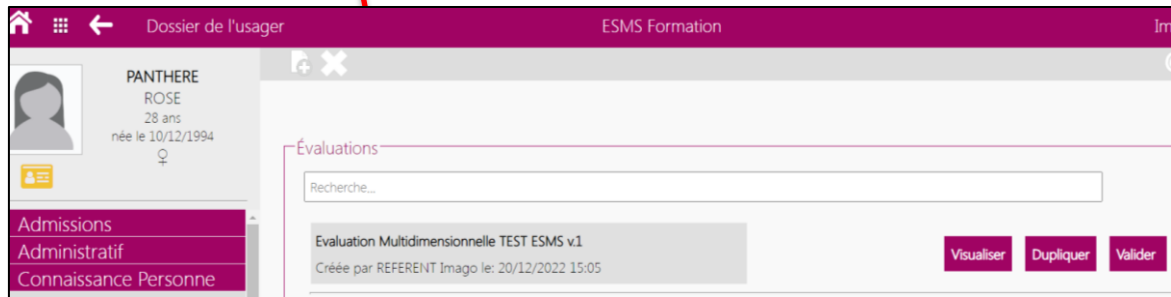 Dossier de l'usager
ESMS Formation
Im
PANTHERE
ROSE
28 ans
née le 10/12/1994
Évaluations
Recherche...
Evaluation Multidimensionnelle TEST ESMS v.1
Créée par REFERENT Imago le: 20/12/2022 15:05
Visualiser
Dupliquer
Valider
Admissions
Administratif
Connaissance Personne